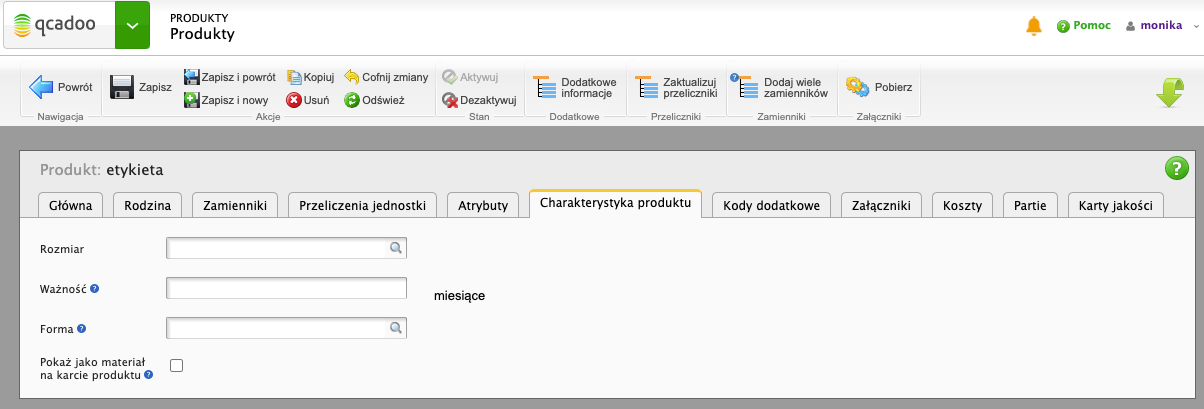 qcadoo
PRODUKTY
Produkty
Pomoc
monika
Powrót
Nawigacja
Zapisz
Zapisz i powrót
Kopiuj
Cofnij zmiany
Zapisz i nowy
Usuń
Odśwież
Akcje
Aktywuj
Dezaktywuj
Stan
Dodatkowe
informacje
Dodatkowe
Zaktualizuj
przeliczniki
Przeliczniki
Dodaj wiele
zamienników
Zamienniki
Pobierz
Załączniki
Produkt: etykieta
Główna
Rodzina
Zamienniki
Przeliczenia jednostki
Atrybuty
Charakterystyka produktu
Kody dodatkowe
Załączniki
Koszty
Partie
Karty jakości
Rozmiar
Ważność
miesiące
Forma
Pokaż jako materiał
na karcie produktu